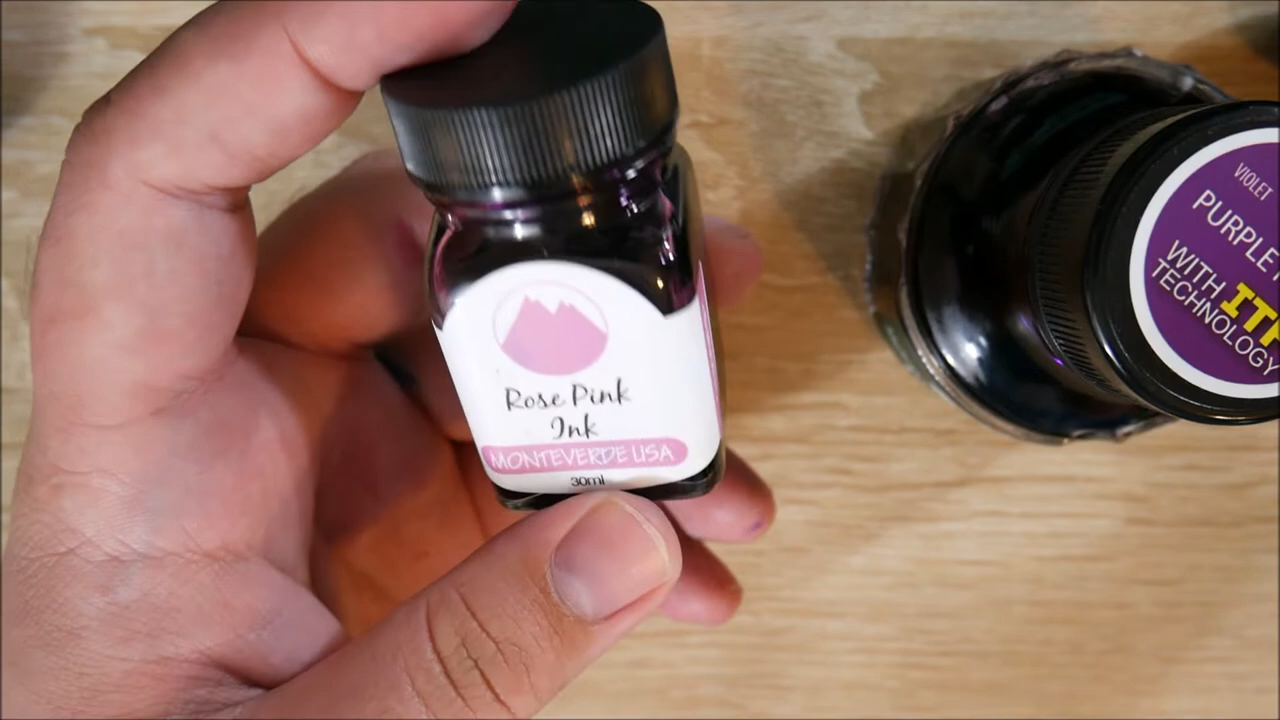 Rose Pink
Ink
MONTEVERDE USA
30ml
VIOLET
PURPLE
WITH
TECHNOLOGY